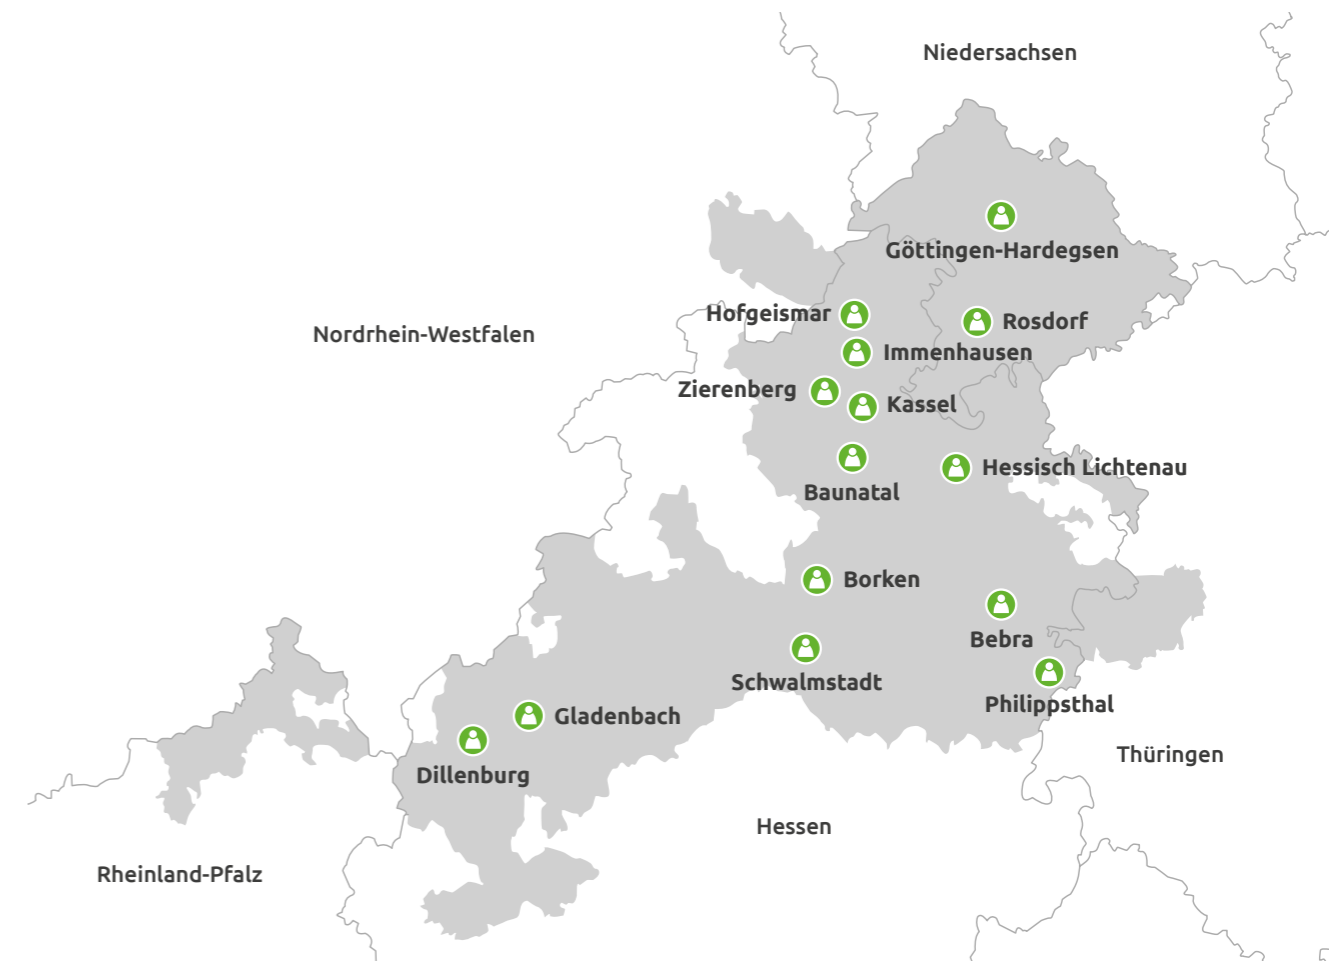 Niedersachsen
Göttingen-Hardegsen
Hofgeismar
Rosdorf
Nordrhein-Westfalen
Immenhausen
Zierenberg
Kassel
Hessisch Lichtenau
Baunatal
Borken
Bebra
Schwalmstadt
Philippsthal
Gladenbach
Thüringen
Dillenburg
Hessen
Rheinland-Pfalz